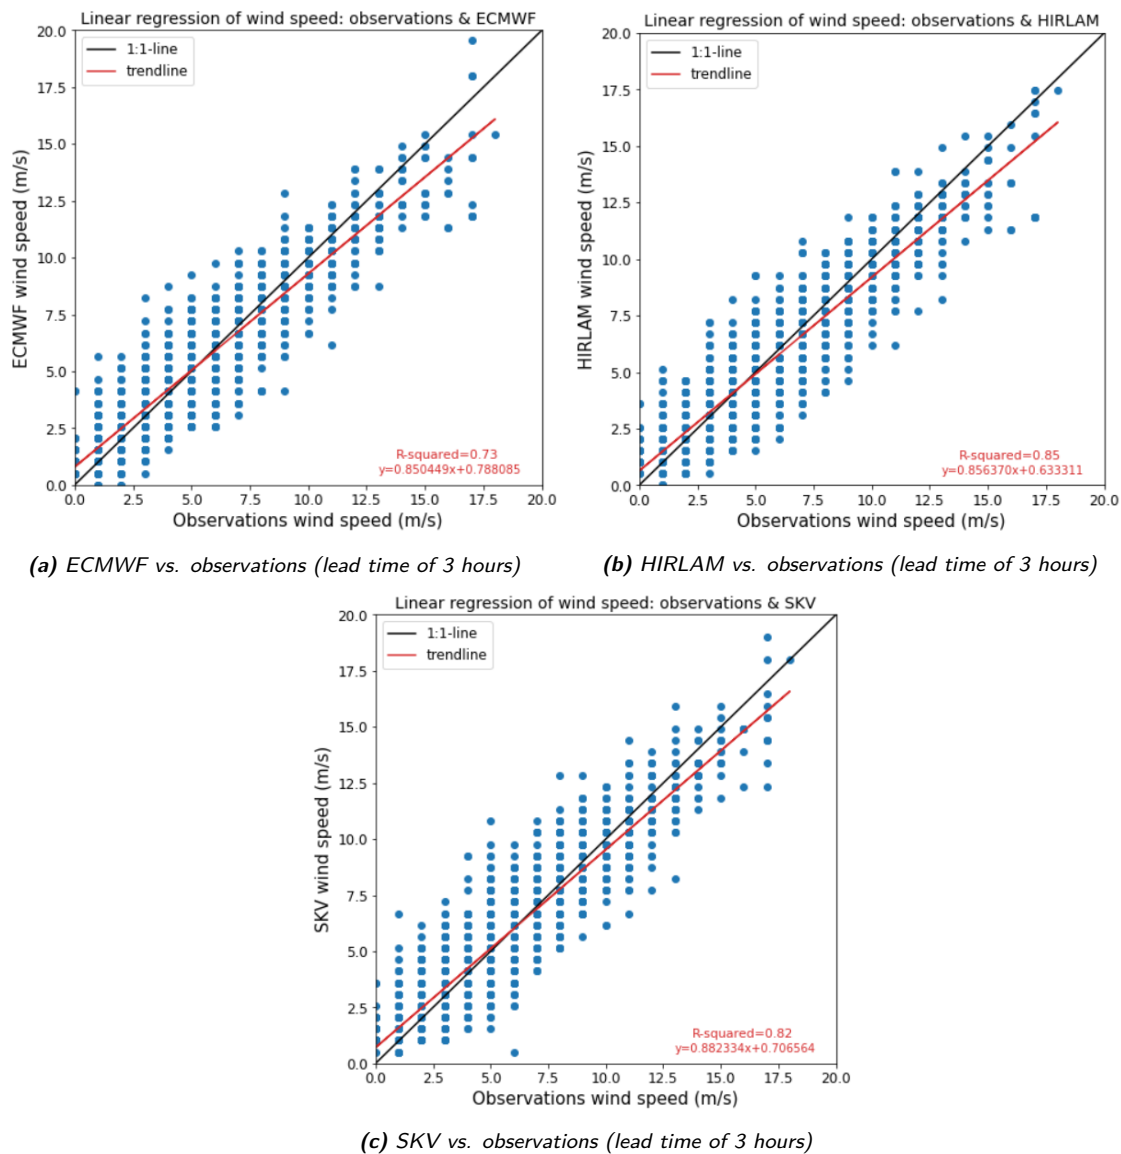 Linear regression of wind speed: observations & ECMWF
1:1-line
trendline
20.0
17.5
15.0
12.5
10.0
7.5
5.0
2.5
0.0
ECMWF wind speed (m/s)
R-squared=0.73
y=0.850449x+0.788085
0.0 2.5 5.0 7.5 10.0 12.5 15.0 17.5 20.0
Observations wind speed (m/s)
(a) ECMWF vs. observations (lead time of 3 hours)
Linear regression of wind speed: observations & HIRLAM
1:1-line
trendline
20.0
17.5
15.0
12.5
10.0
7.5
5.0
2.5
0.0
HIRLAM wind speed (m/s)
R-squared=0.85
y=0.856370x+0.633311
0.0 2.5 5.0 7.5 10.0 12.5 15.0 17.5 20.0
Observations wind speed (m/s)
(b) HIRLAM vs. observations (lead time of 3 hours)
Linear regression of wind speed: observations & SKV
1:1-line
trendline
20.0
17.5
15.0
12.5
10.0
7.5
5.0
2.5
0.0
SKV wind speed (m/s)
R-squared=0.82
y=0.882334x+0.706564
0.0 2.5 5.0 7.5 10.0 12.5 15.0 17.5 20.0
Observations wind speed (m/s)
(c) SKV vs. observations (lead time of 3 hours)